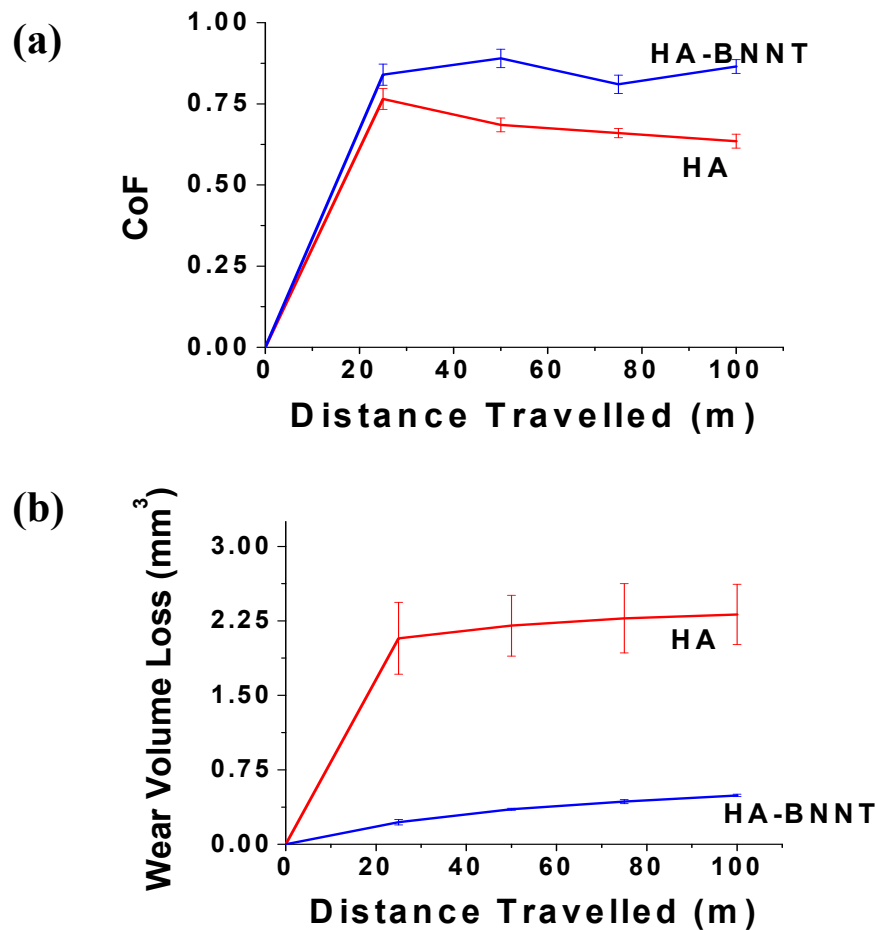 (a)
1.00
0.75
0.50
0.25
0.00
CoF
HA-BNNT
HA
0 20 40 60 80 100
Distance Travelled (m)
(b)
3.00
2.25
1.50
0.75
0.00
Wear Volume Loss (mm³)
HA
HA-BNNT
0 20 40 60 80 100
Distance Travelled (m)